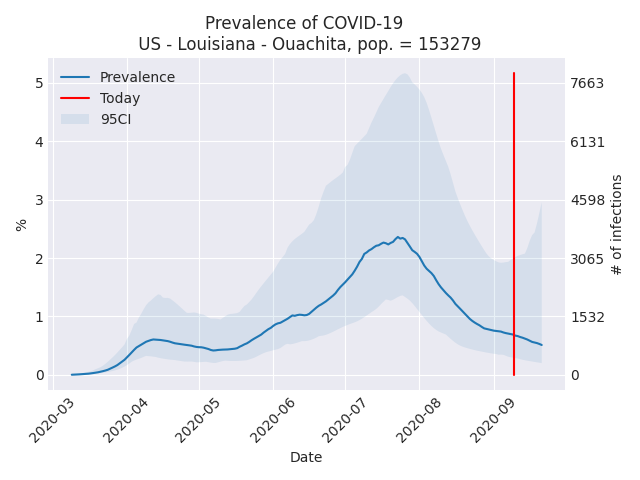 Prevalence of COVID-19
US - Louisiana - Ouachita, pop. = 153279
Prevalence
Today
95CI
5
4
3
2
1
0
%
7663
6131
4598
3065
1532
0
# of infections
2020-03
2020-04
2020-05
2020-06
2020-07
2020-08
2020-09
Date